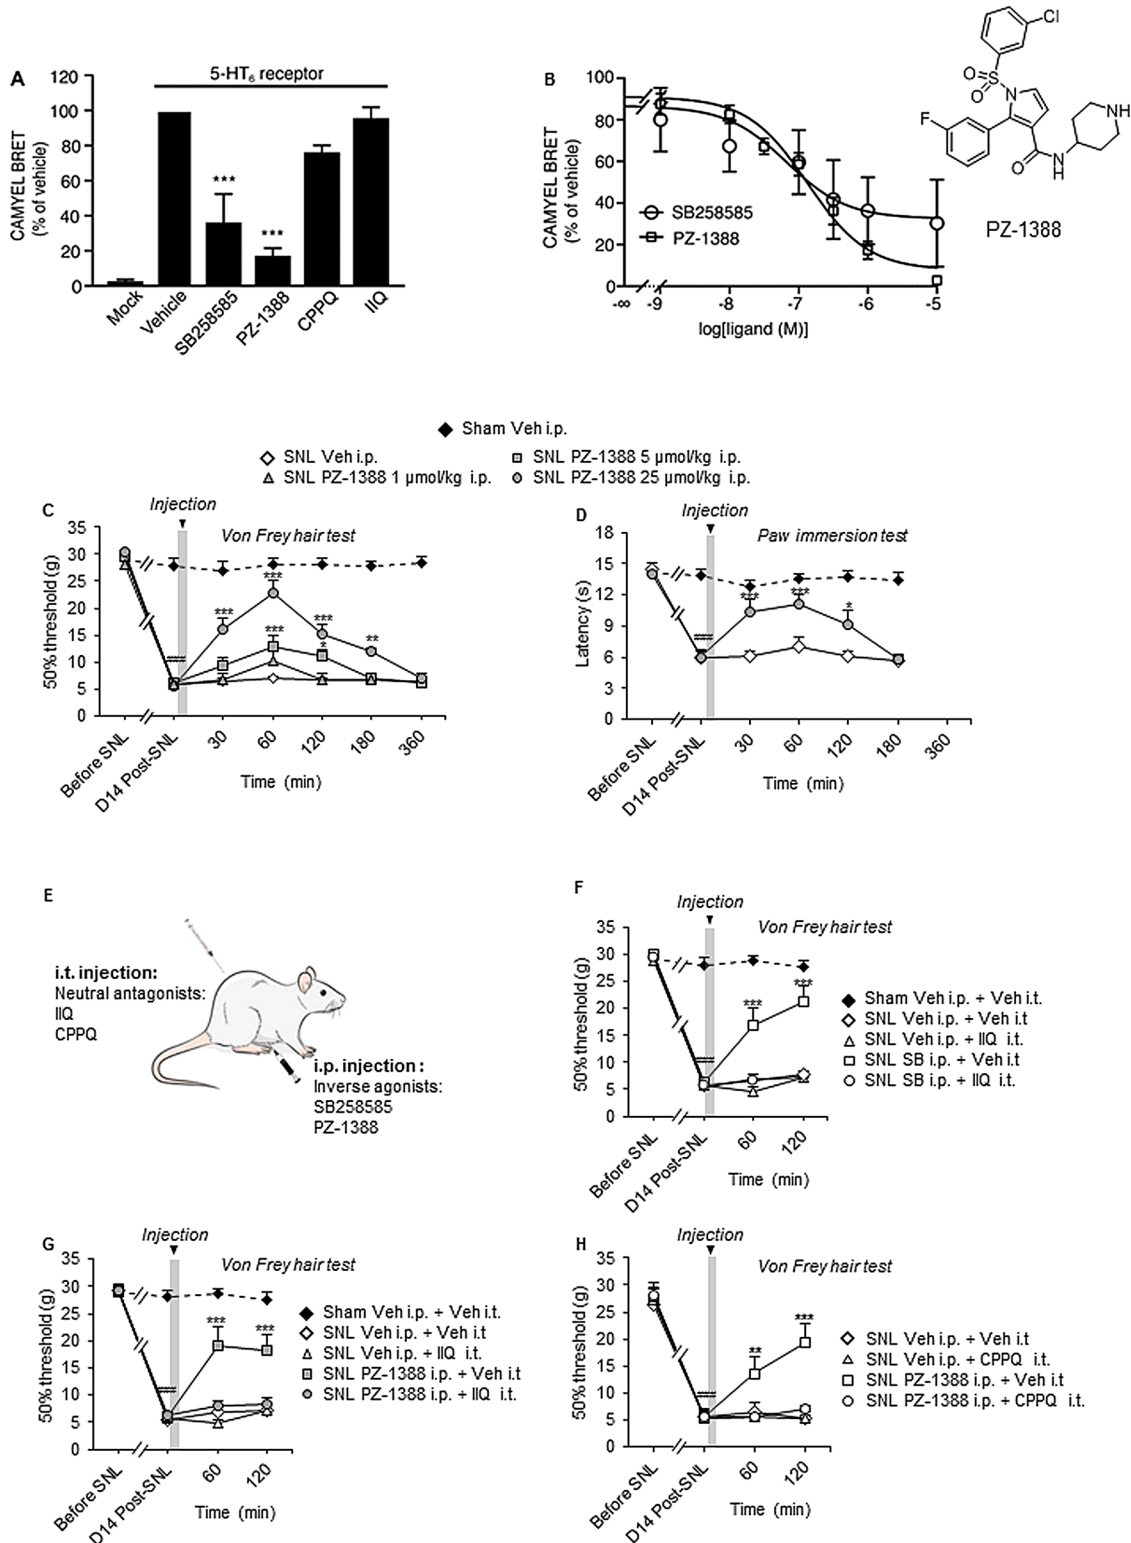 A
5-HT6 receptor
CAMYEL BRET
(% of vehicle)
120
100
80
60
40
20
0
***
***
Mock
Vehicle
SB258585
PZ-1388
CPPQ
IIQ
B
CAMYEL BRET
(% of vehicle)
100
80
60
40
20
0
SB258585
PZ-1388
-∞
-9
-8
-7
-6
-5
log[ligand (M)]
Cl
O
S
O
N
F
O
N
H
NH
PZ-1388
Sham Veh i.p.
SNL Veh i.p.
SNL PZ-1388 5 µmol/kg i.p.
SNL PZ-1388 1 µmol/kg i.p.
SNL PZ-1388 25 µmol/kg i.p.
C
Injection
Von Frey hair test
50% threshold (g)
35
30
25
20
15
10
5
0
***
***
***
***
*
**
###
Before SNL
D14 Post-SNL
30
60
120
180
360
Time (min)
D
Injection
Paw immersion test
Latency (s)
18
15
12
9
6
3
0
***
***
*
###
Before SNL
D14 Post-SNL
30
60
120
180
360
Time (min)
E
i.t. injection:
Neutral antagonists:
IIQ
CPPQ
i.p. injection :
Inverse agonists:
SB258585
PZ-1388
F
Injection
Von Frey hair test
50% threshold (g)
35
30
25
20
15
10
5
0
***
***
###
Before SNL
D14 Post-SNL
60
120
Time (min)
Sham Veh i.p. + Veh i.t.
SNL Veh i.p. + Veh i.t
SNL Veh i.p. + IIQ i.t.
SNL SB i.p. + Veh i.t
SNL SB i.p. + IIQ i.t.
G
Injection
Von Frey hair test
50% threshold (g)
35
30
25
20
15
10
5
0
***
***
###
Before SNL
D14 Post-SNL
60
120
Time (min)
Sham Veh i.p. + Veh i.t.
SNL Veh i.p. + Veh i.t
SNL Veh i.p. + IIQ i.t.
SNL PZ-1388 i.p. + Veh i.t
SNL PZ-1388 i.p. + IIQ i.t.
H
Injection
Von Frey hair test
50% threshold (g)
35
30
25
20
15
10
5
0
**
***
###
Before SNL
D14 Post-SNL
60
120
Time (min)
SNL Veh i.p. + Veh i.t
SNL Veh i.p. + CPPQ i.t.
SNL PZ-1388 i.p. + Veh i.t
SNL PZ-1388 i.p. + CPPQ i.t.